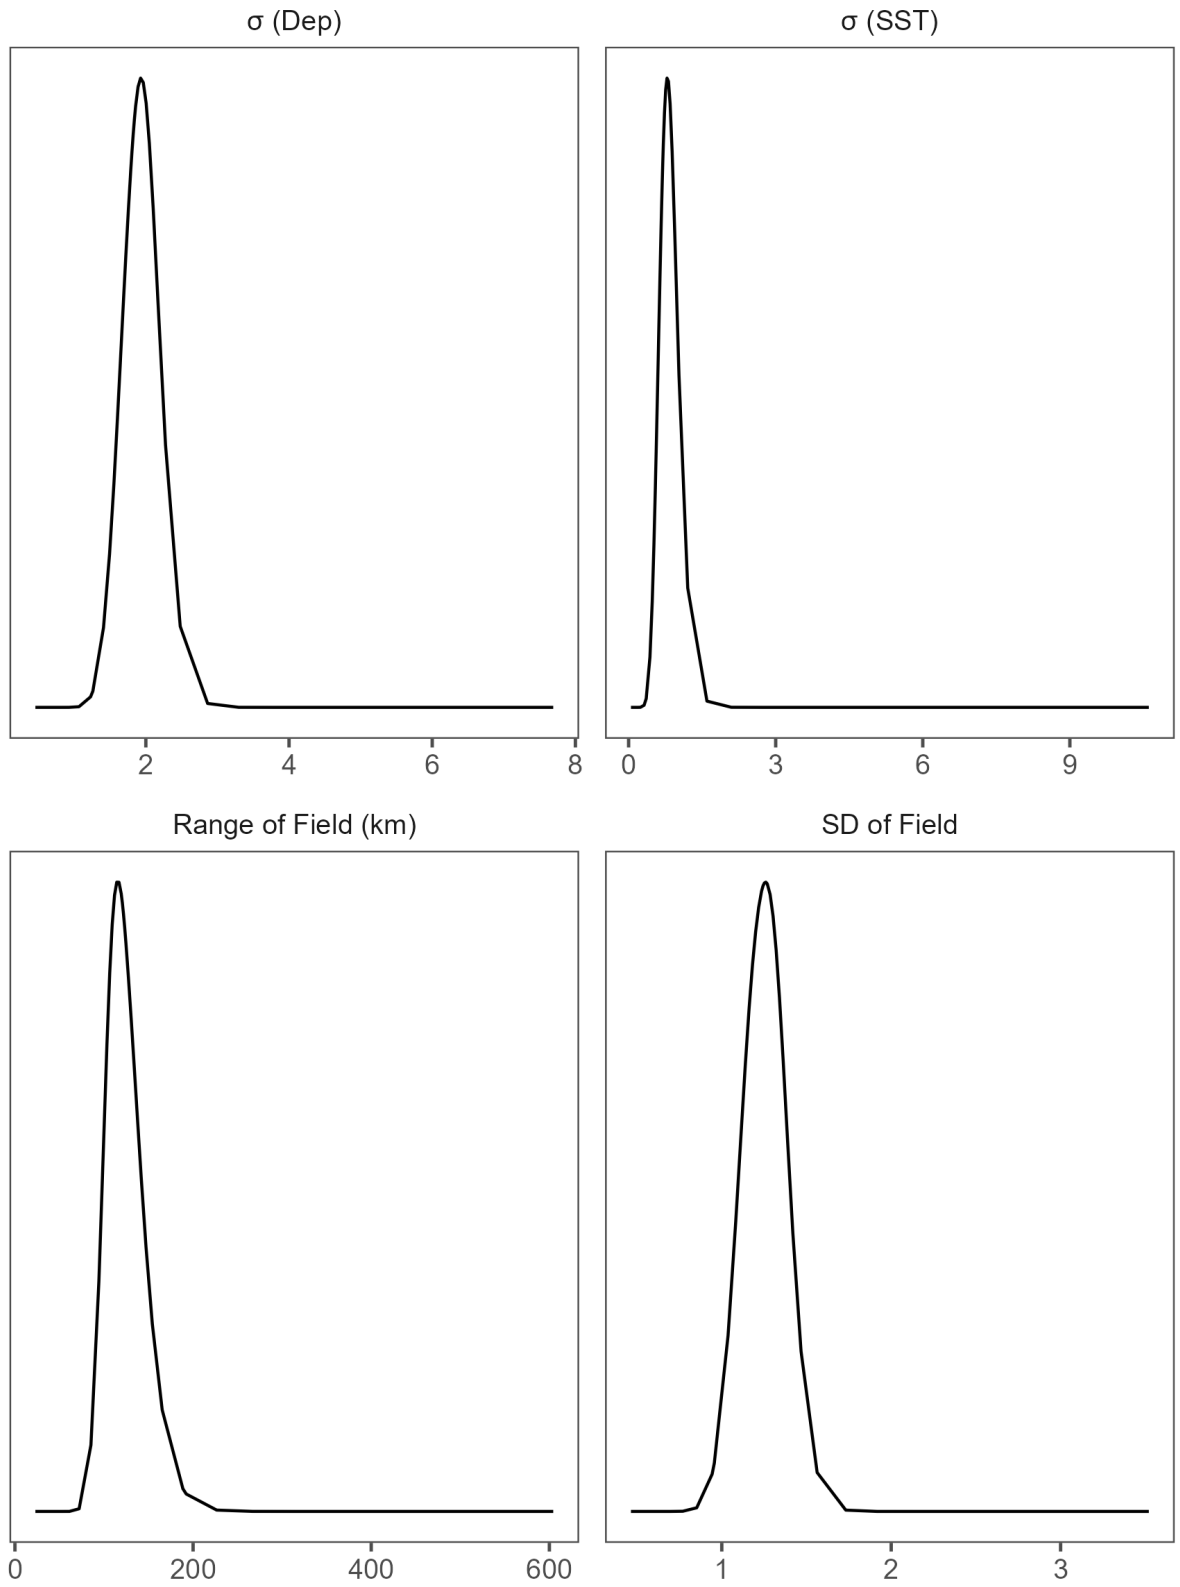 σ (Dep)
σ (SST)
2 4 6 8
0 3 6 9
Range of Field (km)
SD of Field
0 200 400 600
1 2 3